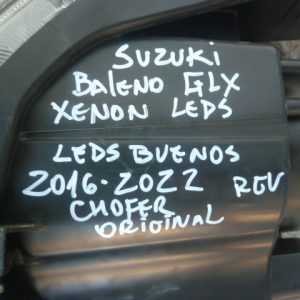 SUZUKI
BALENO GLX
XENON LEDS
LEDS BUENOS
2016-2022 REV
CHOFER
ORIGINAL